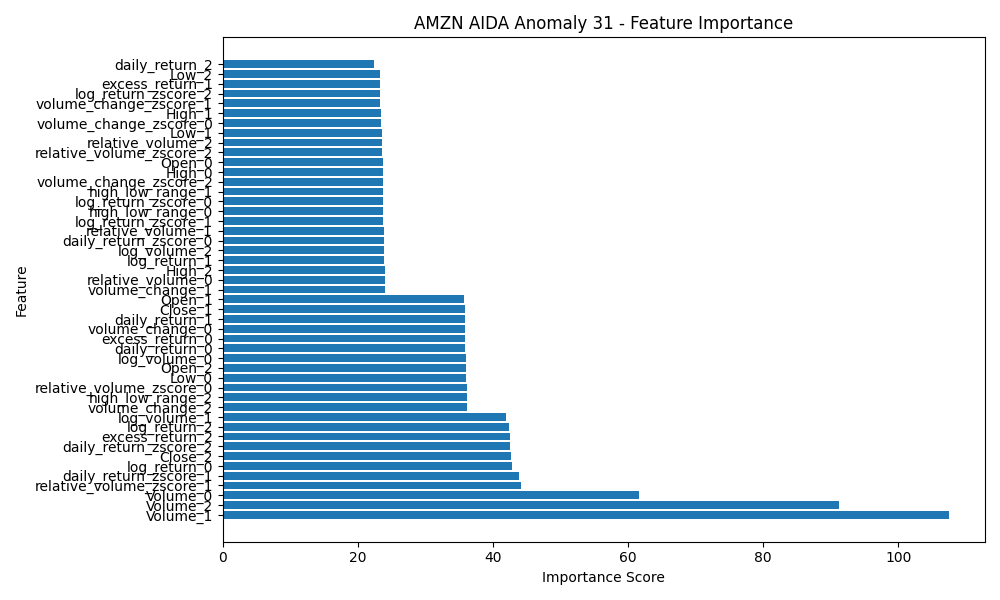 AMZN AIDA Anomaly 31 - Feature Importance
daily_return_2
Low_2
excess_return_1
log_return_zscore_2
volume_change_zscore_1
High_1
volume_change_zscore_0
Low_1
relative_volume_2
relative_volume_zscore_2
Open_0
High_0
volume_change_zscore_2
high_low_range_1
log_return_zscore_0
high_low_range_0
log_return_zscore_1
relative_volume_1
daily_return_zscore_0
log_volume_2
log_return_1
High_2
relative_volume_0
volume_change_1
Open_1
Close_1
daily_return_1
volume_change_0
excess_return_0
daily_return_0
log_volume_0
Open_2
Low_0
relative_volume_zscore_0
high_low_range_2
volume_change_2
log_volume_1
log_return_2
excess_return_2
daily_return_zscore_2
Close_2
log_return_0
daily_return_zscore_1
relative_volume_zscore_1
Volume_0
Volume_2
Volume_1
Feature
0 20 40 60 80 100
Importance Score